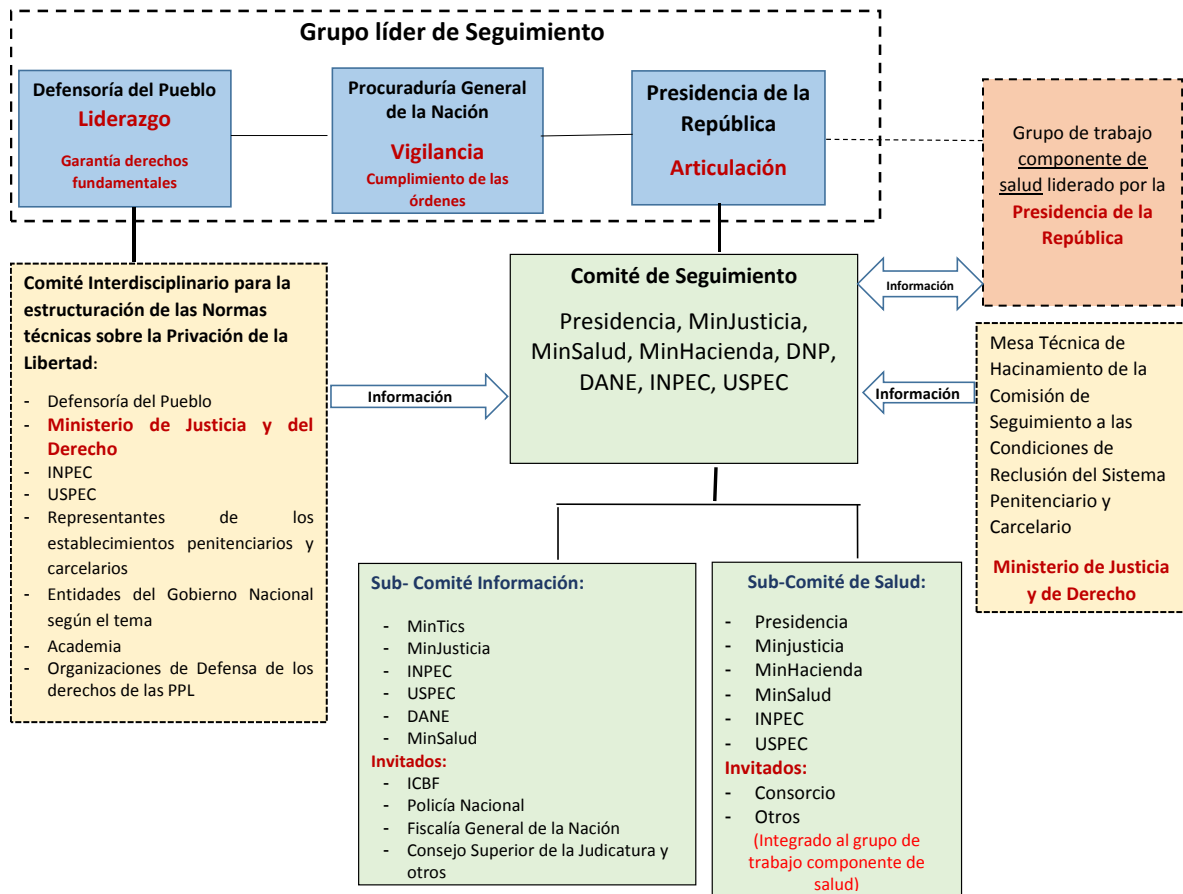 Grupo líder de Seguimiento
Defensoría del Pueblo
Liderazgo
Garantía derechos
fundamentales
Procuraduría General
de la Nación
Vigilancia
Cumplimiento de las
órdenes
Presidencia de la
República
Articulación
Grupo de trabajo
componente de
salud liderado por la
Presidencia de la
República
Comité Interdisciplinario para la
estructuración de las Normas
técnicas sobre la Privación de la
Libertad:
- Defensoría del Pueblo
- Ministerio de Justicia y del
Derecho
- INPEC
- USPEC
- Representantes de los
establecimientos penitenciarios y
carcelarios
- Entidades del Gobierno Nacional
según el tema
- Academia
- Organizaciones de Defensa de los
derechos de las PPL
Información
Comité de Seguimiento
Presidencia, MinJusticia,
MinSalud, MinHacienda, DNP,
DANE, INPEC, USPEC
Información
Información
Mesa Técnica de
Hacinamiento de la
Comisión de
Seguimiento a las
Condiciones de
Reclusión del Sistema
Penitenciario y
Carcelario
Ministerio de Justicia
y de Derecho
Sub- Comité Información:
- MinTics
- MinJusticia
- INPEC
- USPEC
- DANE
- MinSalud
Invitados:
- ICBF
- Policía Nacional
- Fiscalía General de la Nación
- Consejo Superior de la Judicatura y
otros
Sub-Comité de Salud:
- Presidencia
- Minjusticia
- MinHacienda
- MinSalud
- INPEC
- USPEC
Invitados:
- Consorcio
- Otros
(Integrado al grupo de
trabajo componente de
salud)